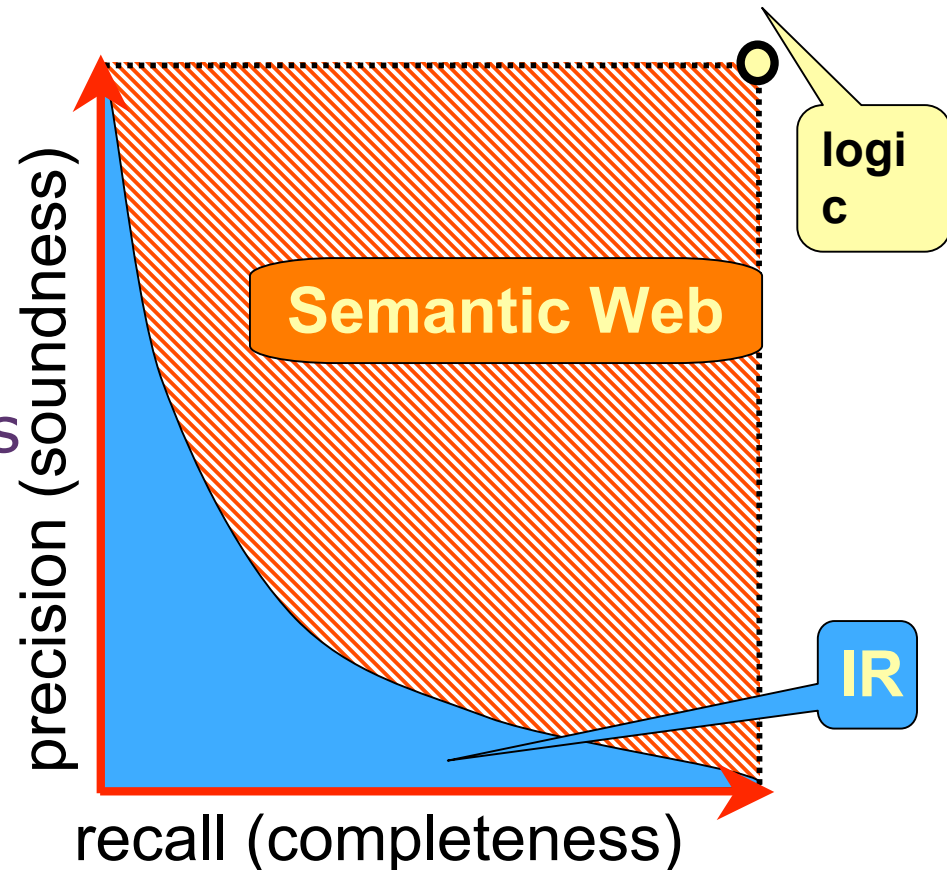 logi
c
Semantic Web
s
precision (soundness)
IR
recall (completeness)